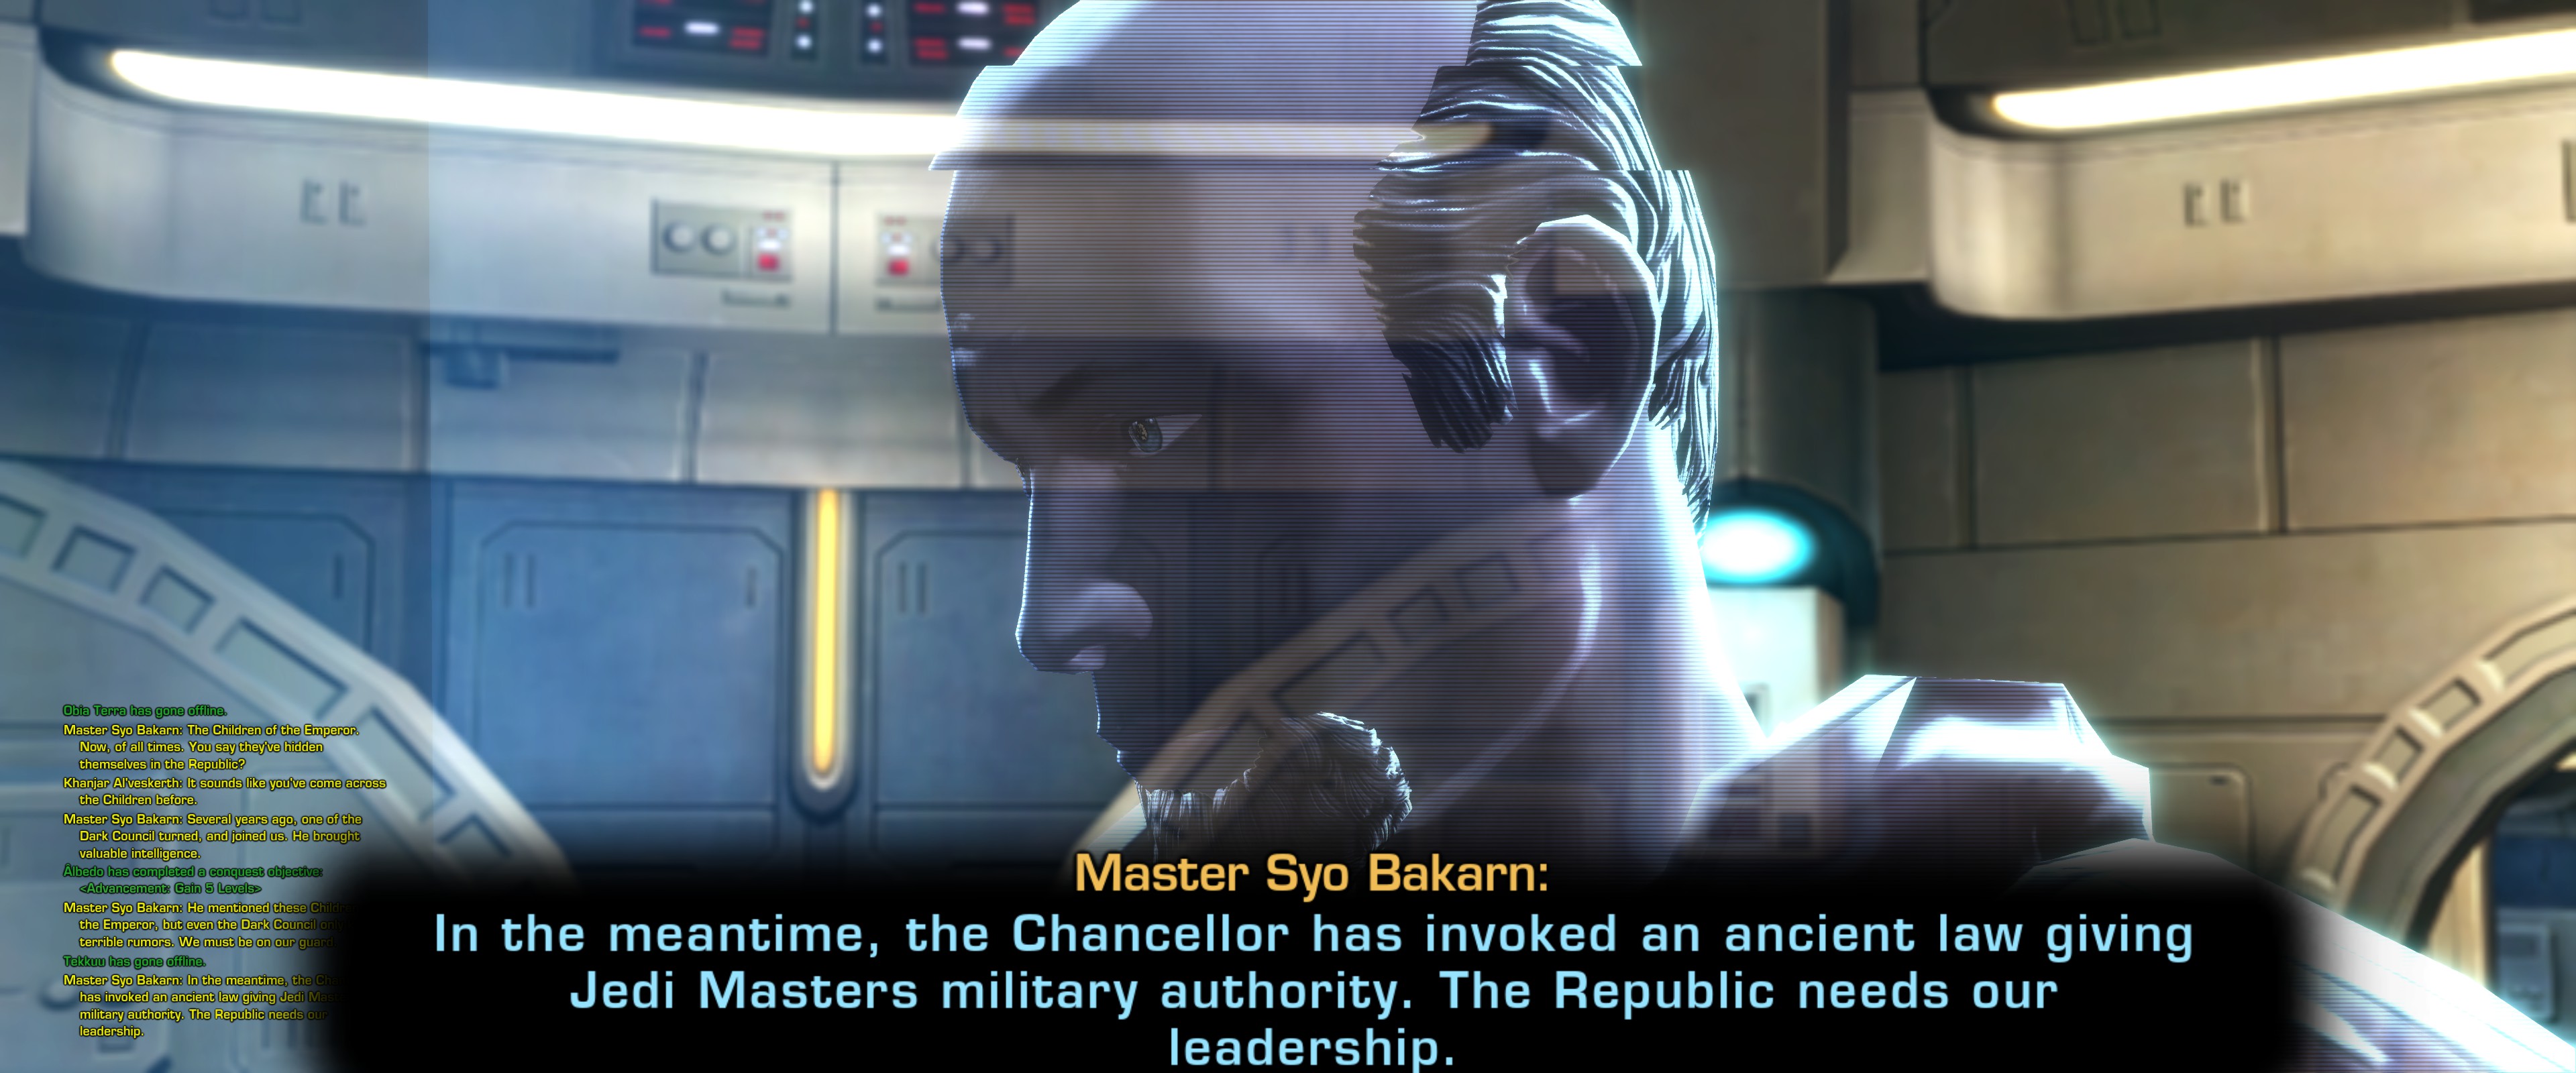 Obia Terra has gone offline.
Master Syo Bakarn: The Children of the Emperor.
Now, of all times. You say they've hidden
themselves in the Republic?
Khanjar Al'veskerth: It sounds like you've come across
the Children before.
Master Syo Bakarn: Several years ago, one of the
Dark Council turned, and joined us. He brought
valuable intelligence.
Âlbedo has completed a conquest objective:
<Advancement: Gain 5 Levels>
Master Syo Bakarn: He mentioned these
the Emperor, but even the Dark Council
terrible rumors. We must be on our guard.
Tekkuu has gone offline.
Master Syo Bakarn: In the meantime, the
has invoked an ancient law giving Jedi
military authority. The Republic needs our
leadership.
Master Syo Bakarn:
In the meantime, the Chancellor has invoked an ancient law giving
Jedi Masters military authority. The Republic needs our
leadership.